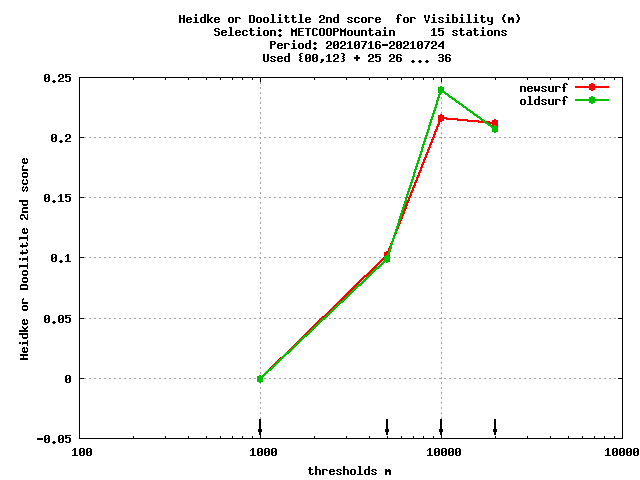 Heidke or Doolittle 2nd score  for Visibility (m)
Selection: METCOOPMountain     15 stations
Period: 20210716-20210724
Used {00,12} + 25 26 ... 36
newsurf
oldsurf
0.25
0.2
0.15
0.1
0.05
0
-0.05
Heidke or Doolittle 2nd score
100
1000
10000
10000
thresholds m